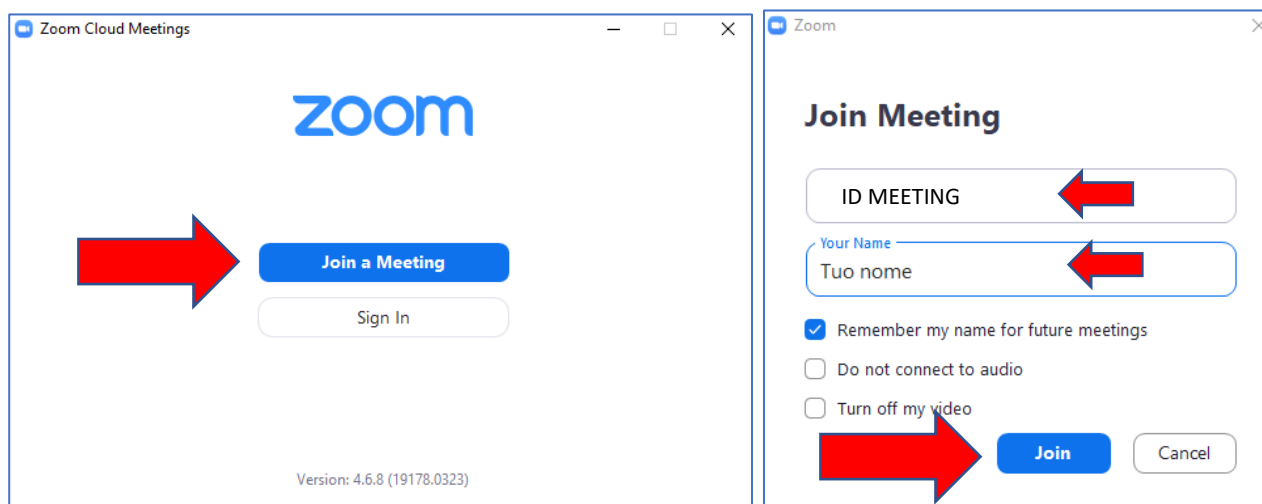 Zoom Cloud Meetings
zoom
Join a Meeting
Sign In
Version: 4.6.8 (19178.0323)
Zoom
Join Meeting
ID MEETING
Your Name
Tuo nome
Remember my name for future meetings
Do not connect to audio
Turn off my video
Join
Cancel